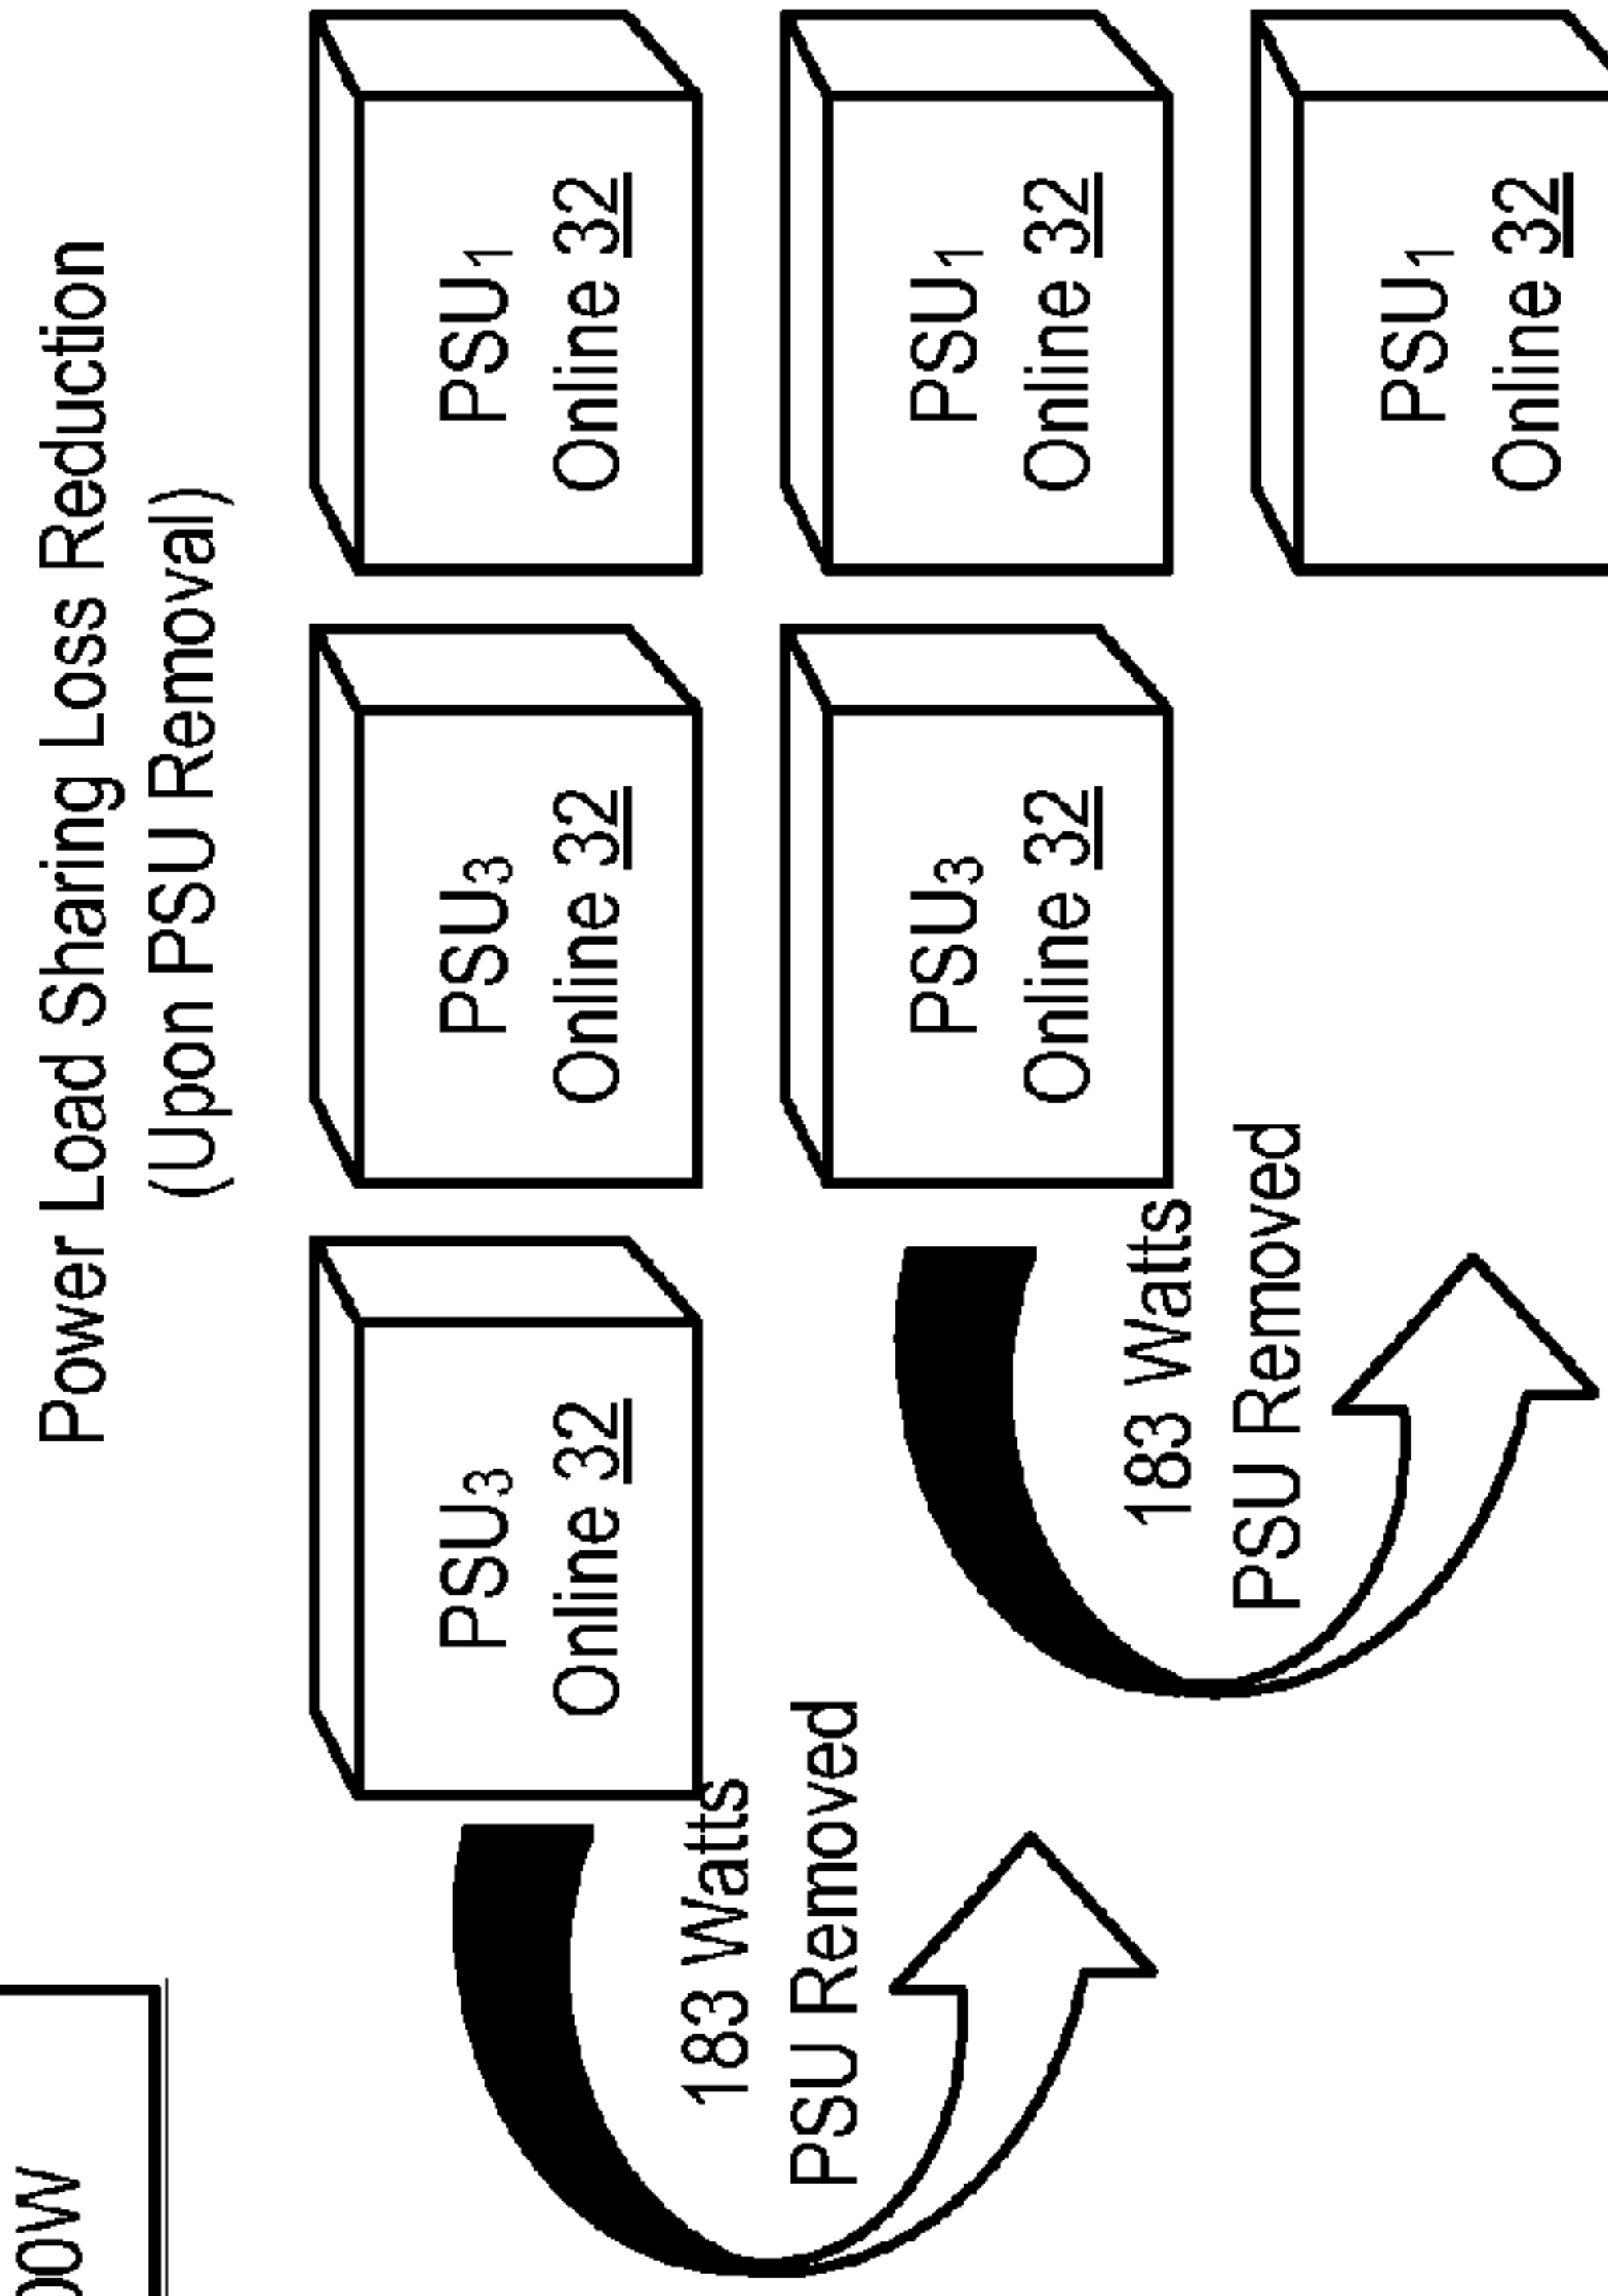 00W
Power Load Sharing Loss Reduction
(Upon PSU Removal)
PSU3
Online 32
PSU3
Online 32
PSU1
Online 32
183 Watts
PSU Removed
PSU3
Online 32
PSU1
Online 32
183 Watts
PSU Removed
PSU1
Online 32